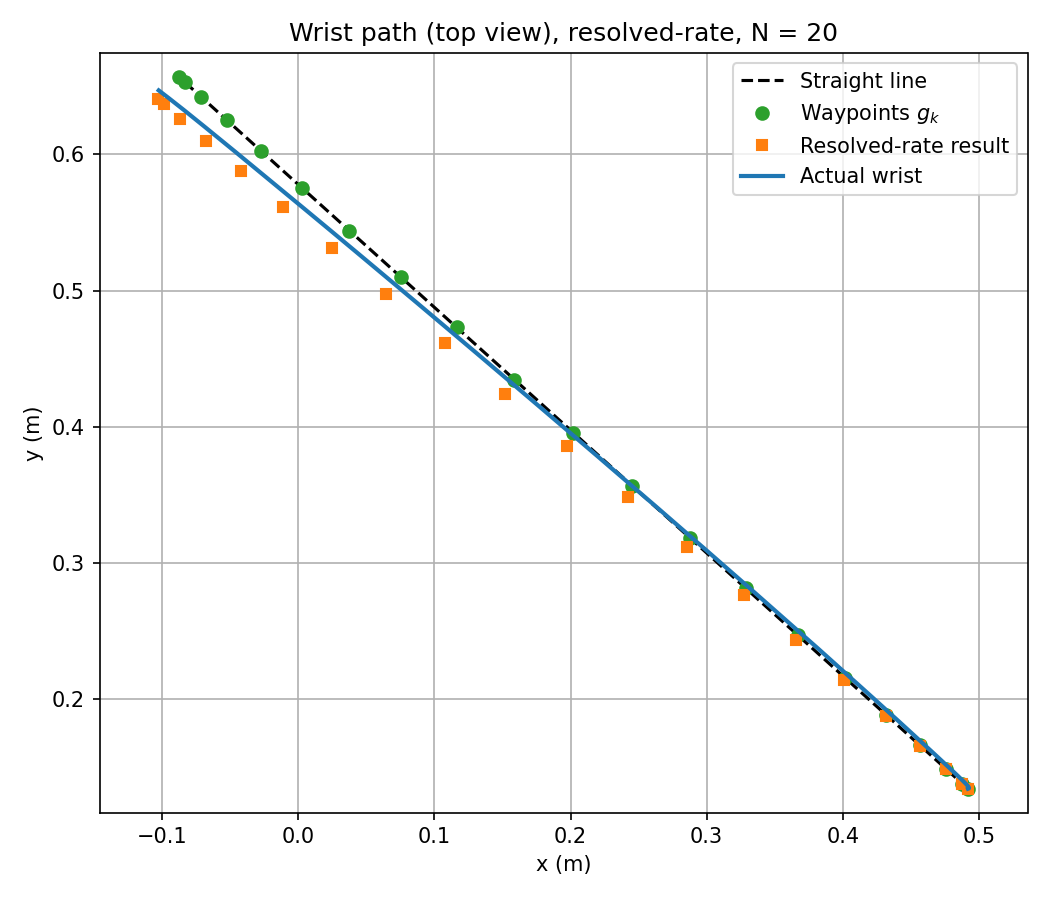 Wrist path (top view), resolved-rate, N = 20
Straight line
Waypoints $g_k$
Resolved-rate result
Actual wrist
y (m)
0.6
0.5
0.4
0.3
0.2
−0.1
0.0
0.1
0.2
0.3
0.4
0.5
x (m)